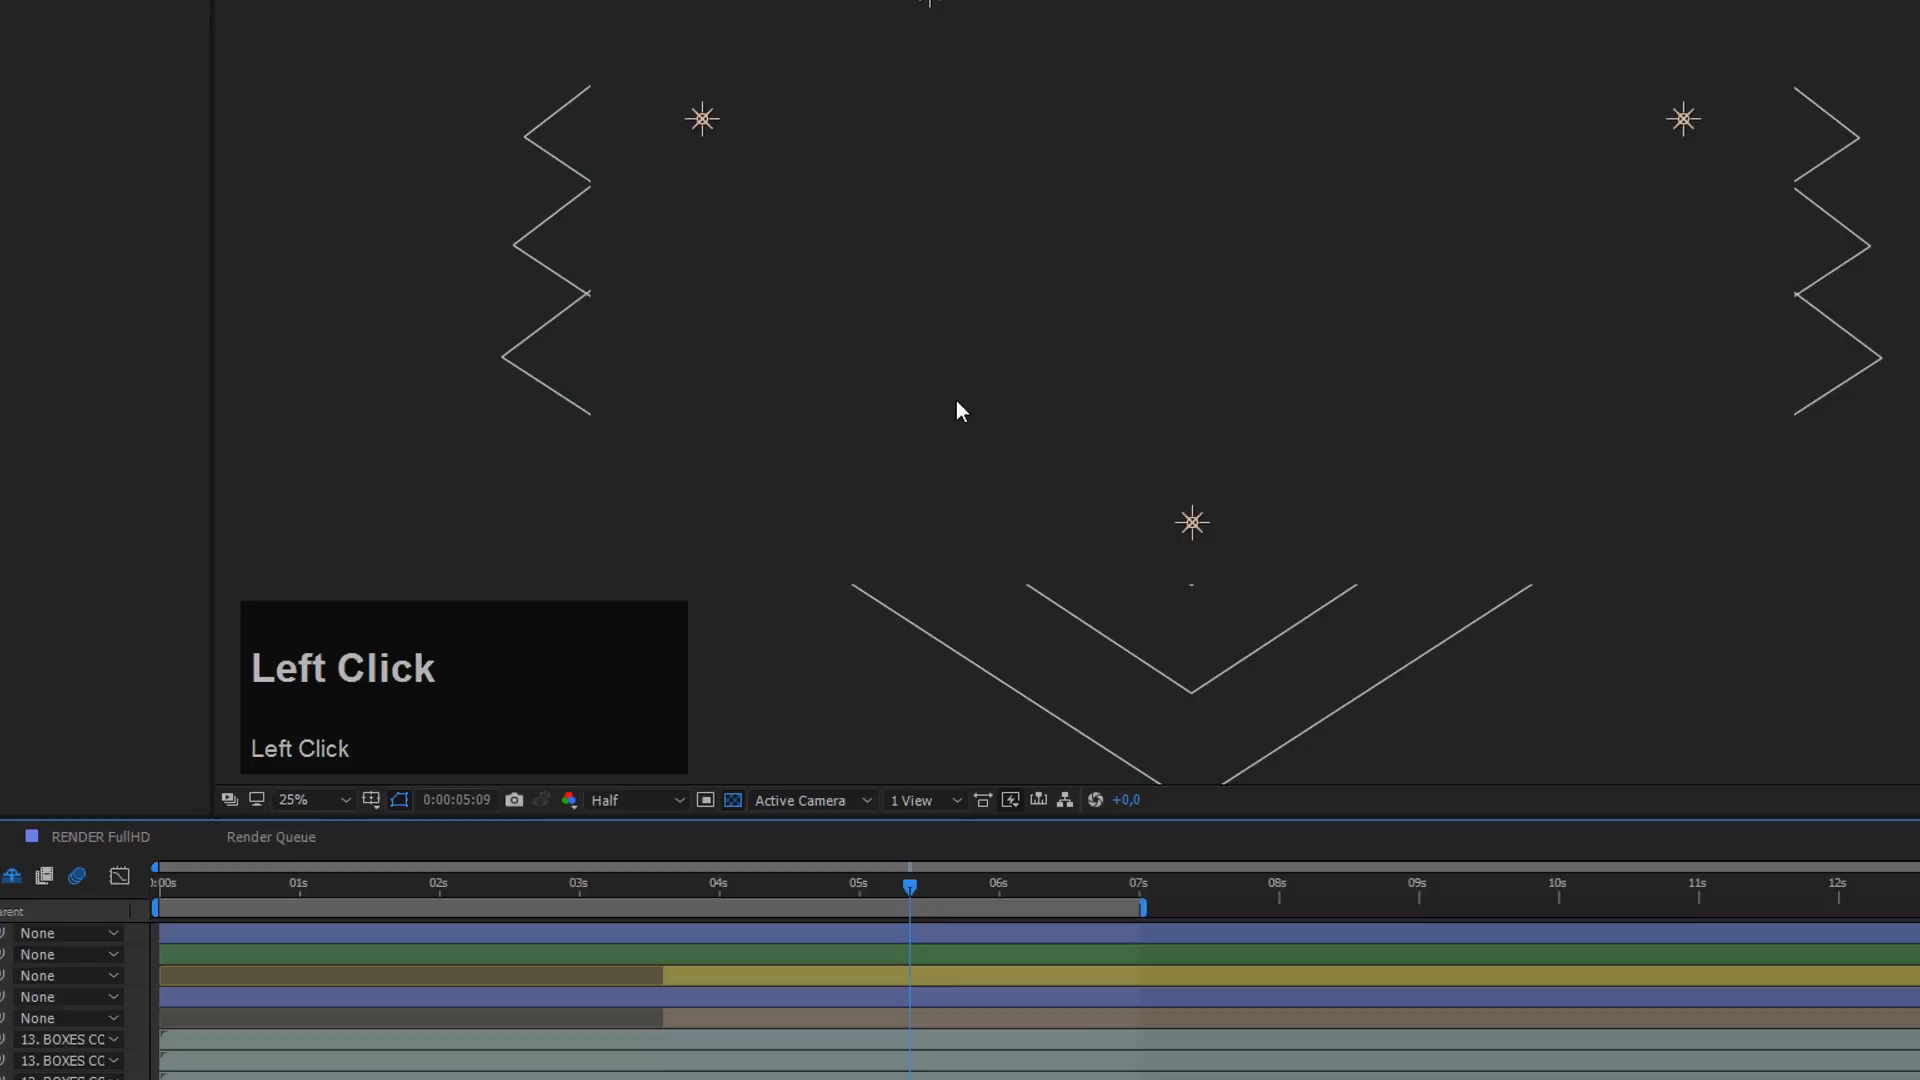 Left Click
Left Click
25% 0:00:05:09 Half Active Camera 1 View +0,0
RENDER FullHD Render Queue
0:00s 01s 02s 03s 04s 05s 06s 07s 08s 09s 10s 11s 12s
None
None
None
None
None
13. BOXES CC
13. BOXES CC